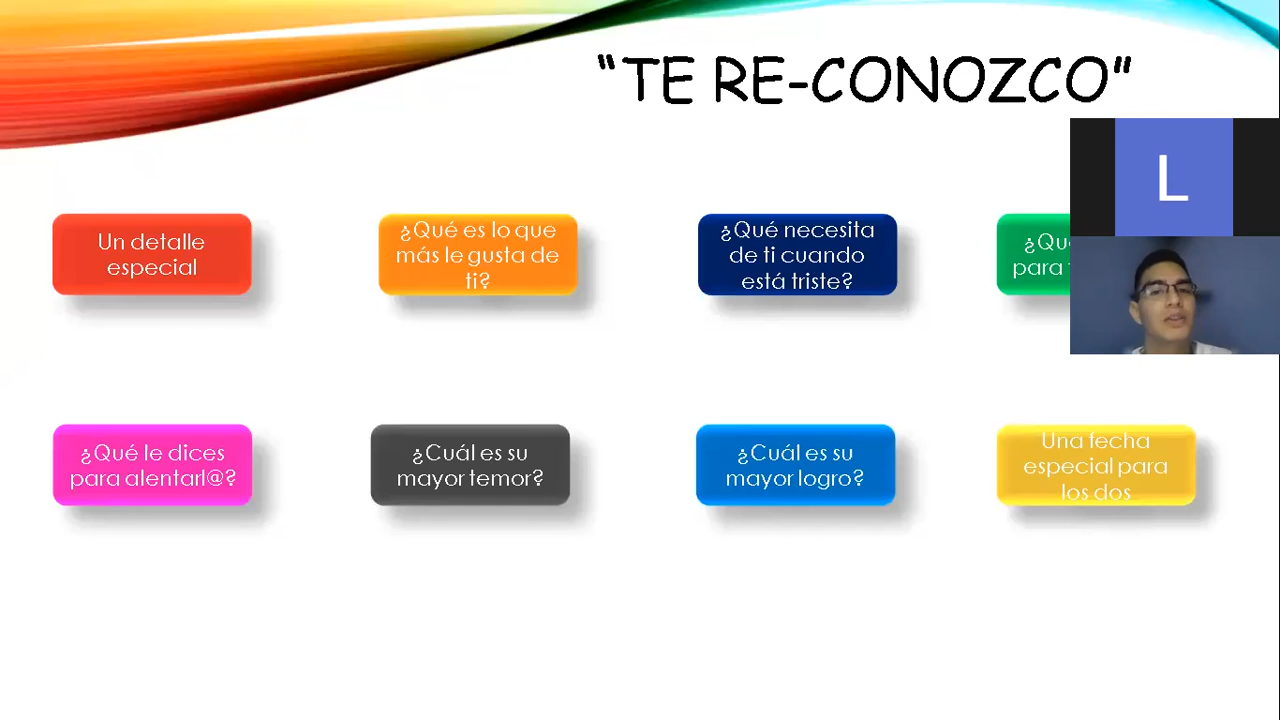 “TE RE-CONOZCO”
L
Un detalle
especial
¿Qué es lo que
más le gusta de
ti?
¿Qué necesita
de ti cuando
está triste?
para
¿Qué le dices
para alentarl@?
¿Cuál es su
mayor temor?
¿Cuál es su
mayor logro?
Una fecha
especial para
los dos